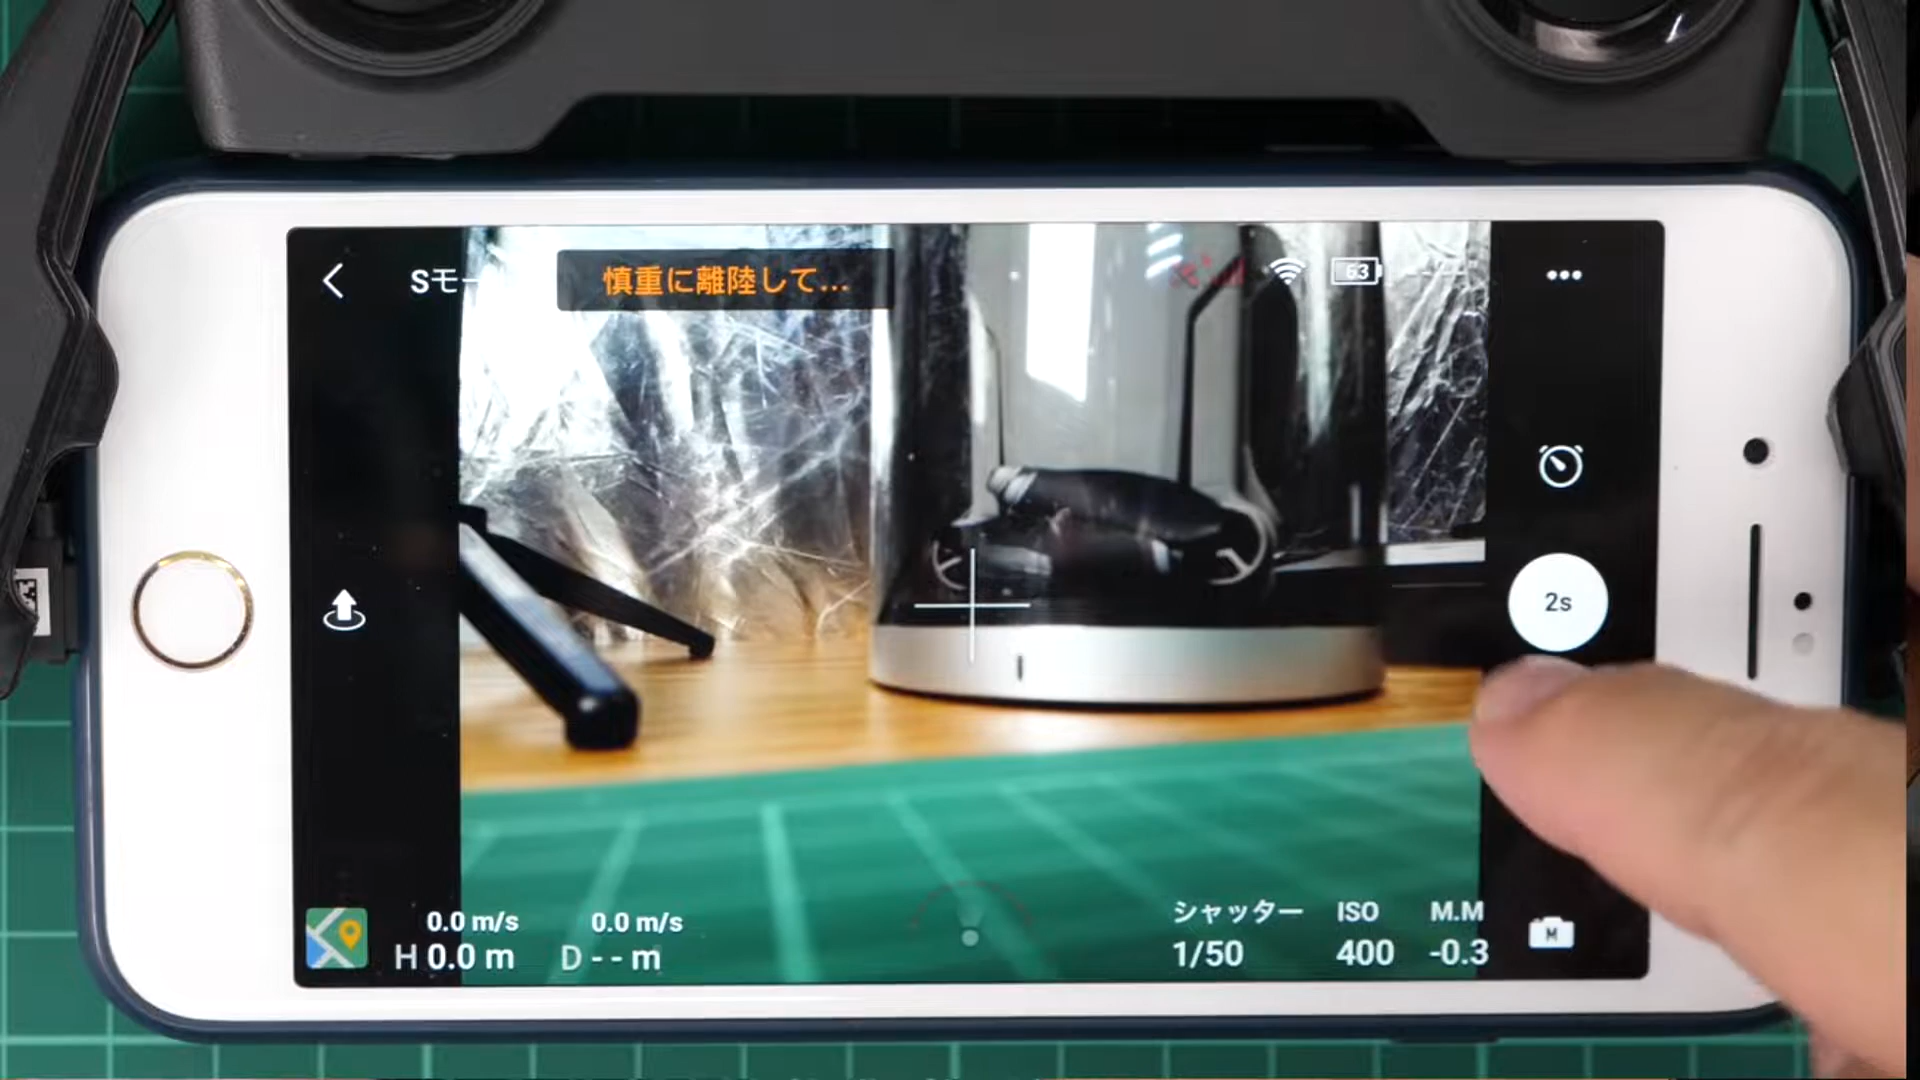 Sモー
慎重に離陸して...
63
2s
0.0 m/s
0.0 m/s
H 0.0 m
D -- m
シャッター
ISO
M.M
1/50
400
-0.3
M